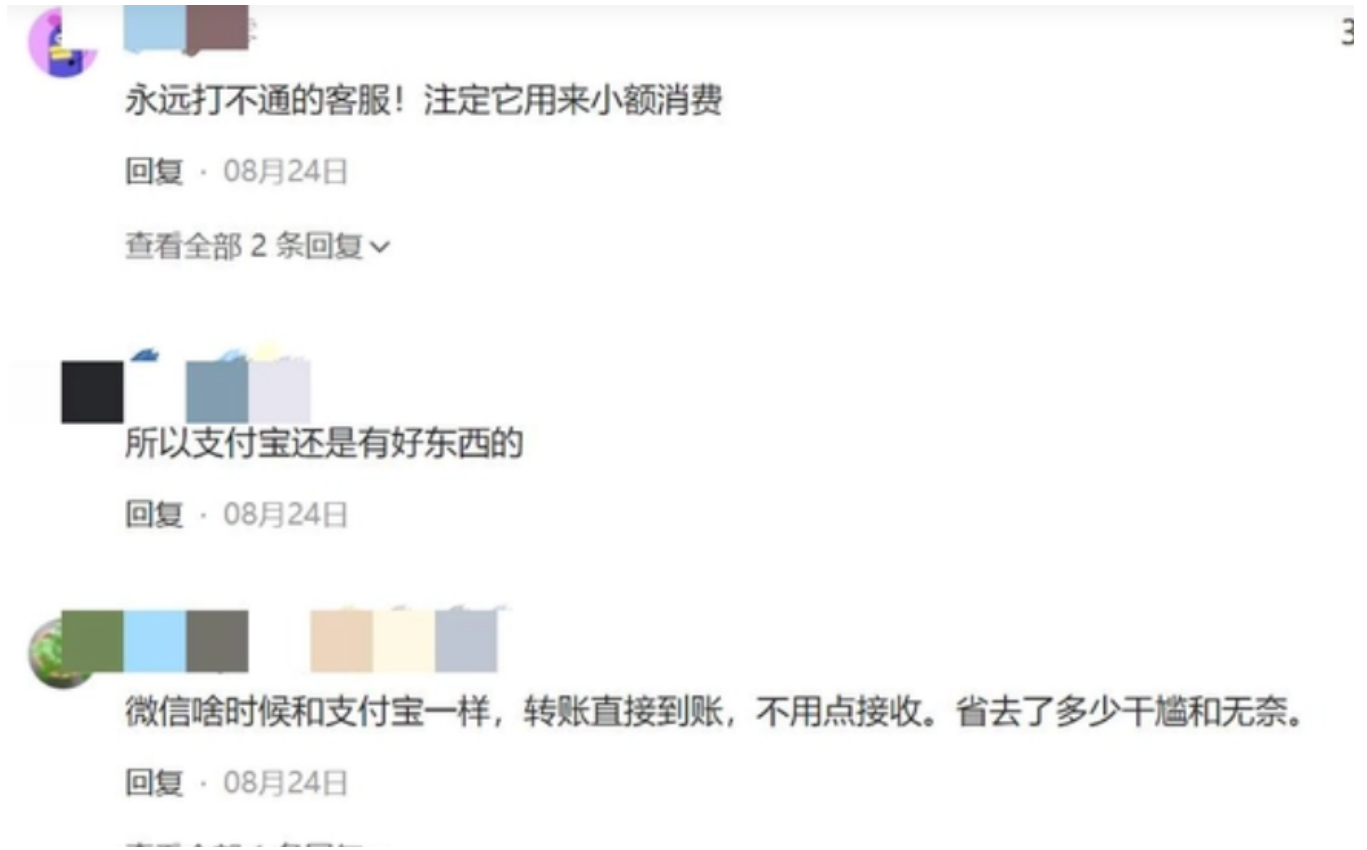 3
永远打不通的客服！注定它用来小额消费
回复 · 08月24日
查看全部 2 条回复
所以支付宝还是有好东西的
回复 · 08月24日
微信啥时候和支付宝一样，转账直接到账，不用点接收。省去了多少干尴和无奈。
回复 · 08月24日